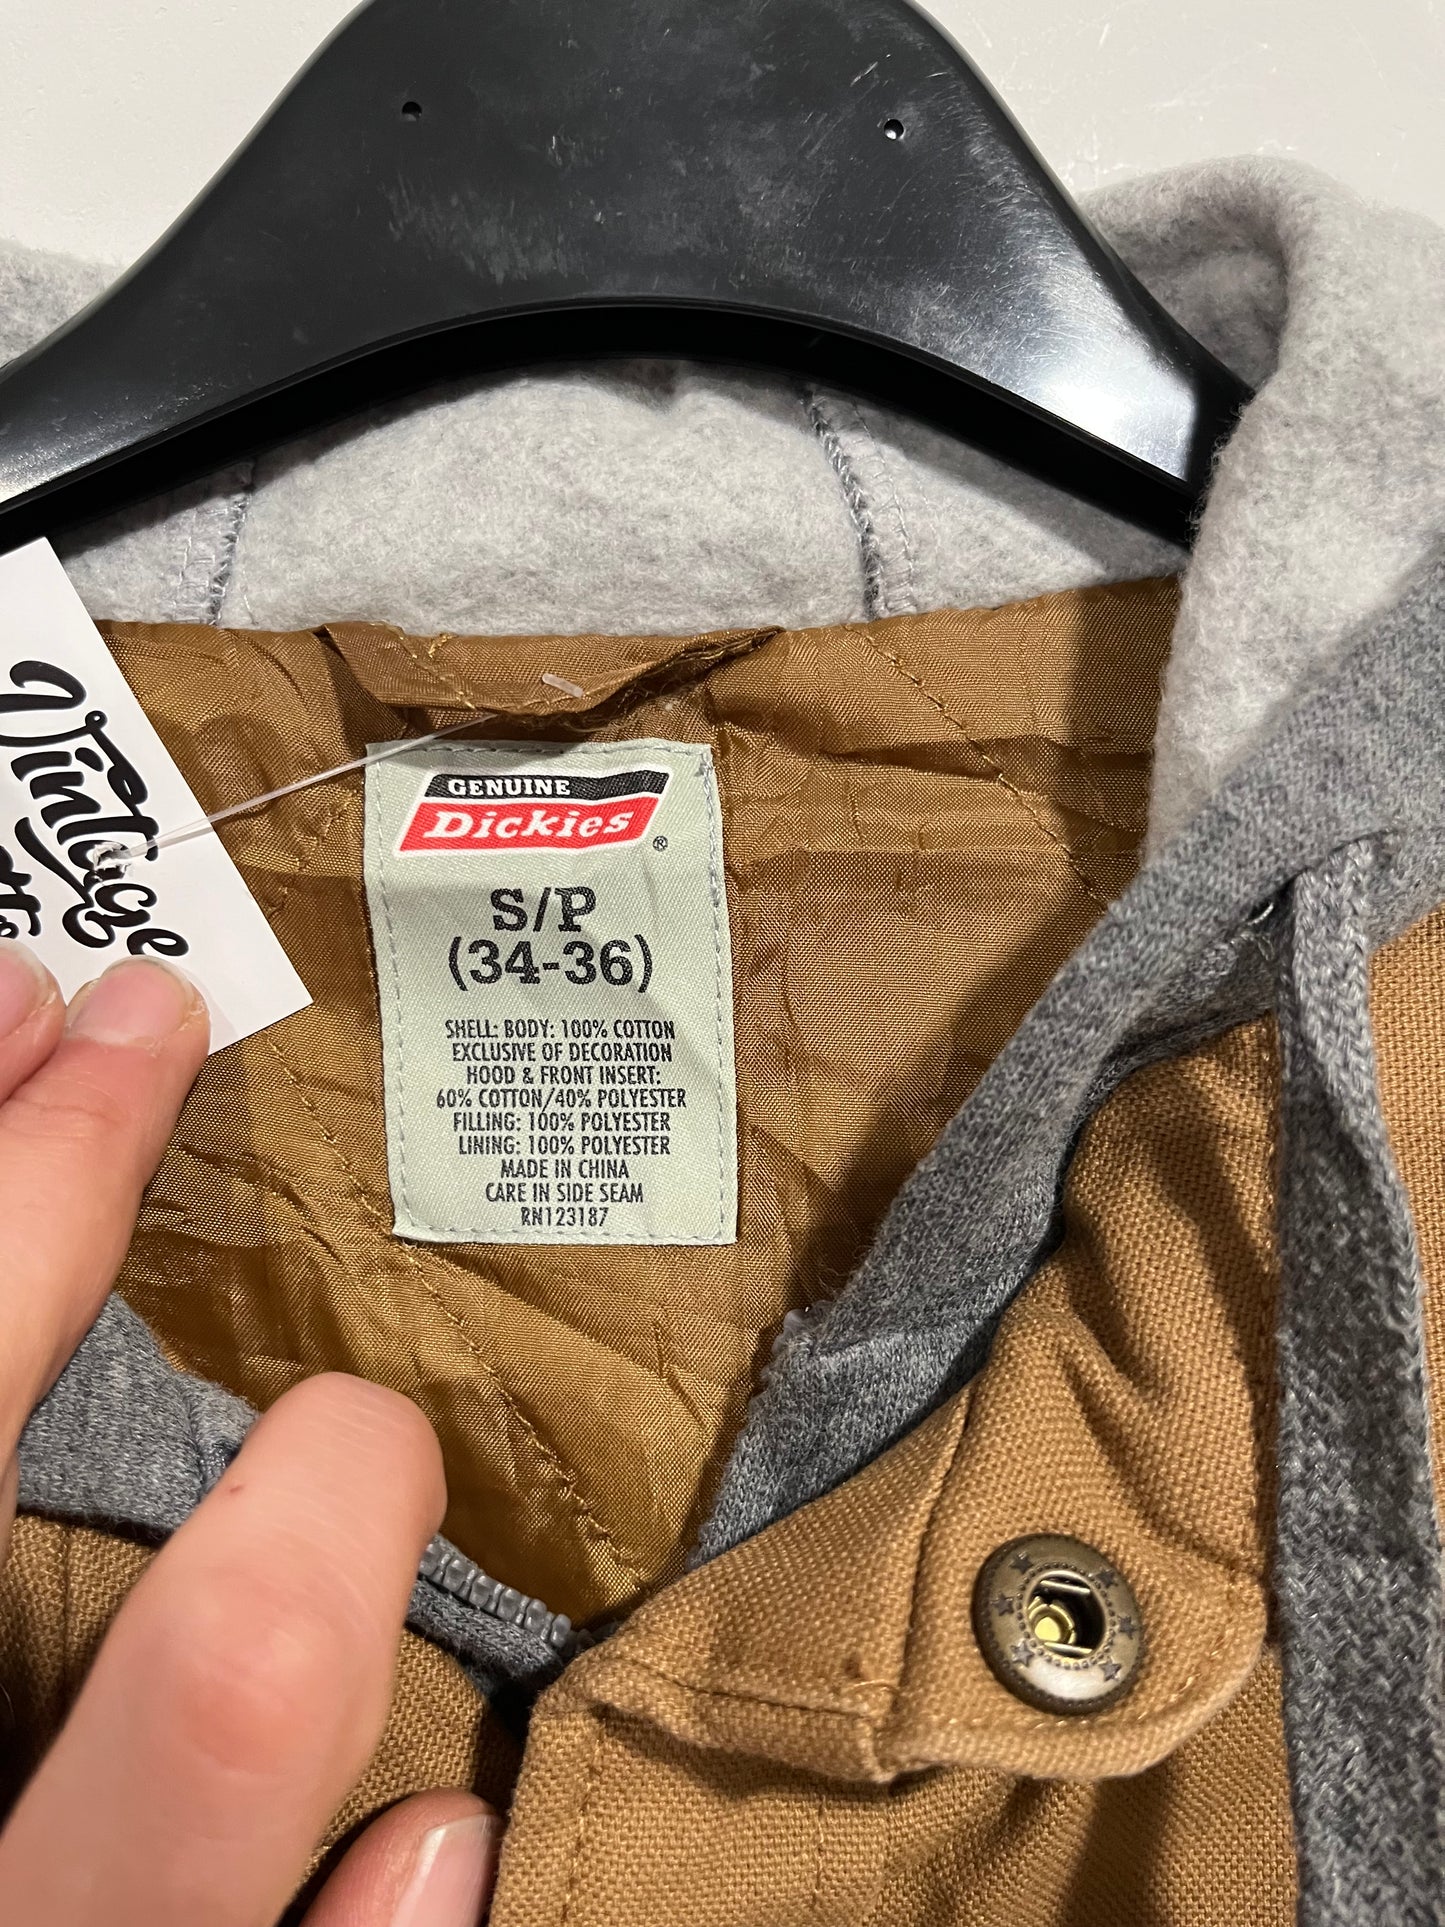 Vintage
GENUINE
Dickies®
S/P
(34-36)
SHELL: BODY: 100% COTTON
EXCLUSIVE OF DECORATION
HOOD & FRONT INSERT:
60% COTTON/40% POLYESTER
FILLING: 100% POLYESTER
LINING: 100% POLYESTER
MADE IN CHINA
CARE IN SIDE SEAM
RN123187